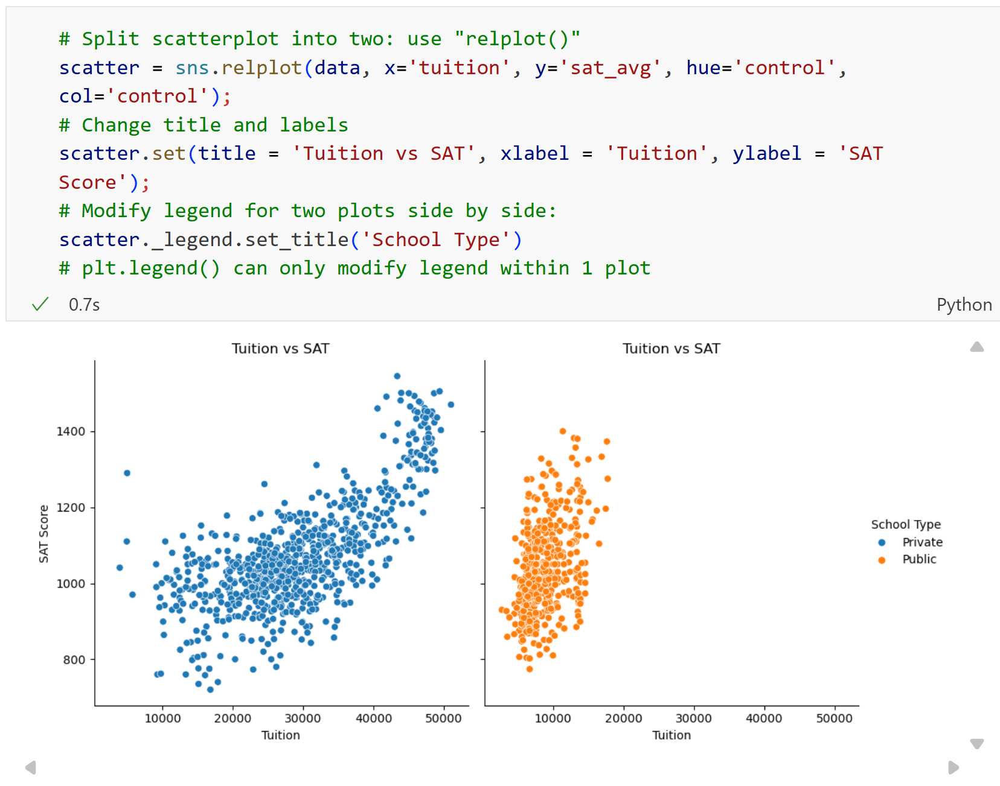 # Split scatterplot into two: use "relplot()"
scatter = sns.relplot(data, x='tuition', y='sat_avg', hue='control',
col='control');
# Change title and labels
scatter.set(title = 'Tuition vs SAT', xlabel = 'Tuition', ylabel = 'SAT
Score');
# Modify legend for two plots side by side:
scatter._legend.set_title('School Type')
# plt.legend() can only modify legend within 1 plot
0.7s
Python
Tuition vs SAT
Tuition vs SAT
1400
1200
1000
800
SAT Score
10000 20000 30000 40000 50000
Tuition
10000 20000 30000 40000 50000
Tuition
School Type
Private
Public